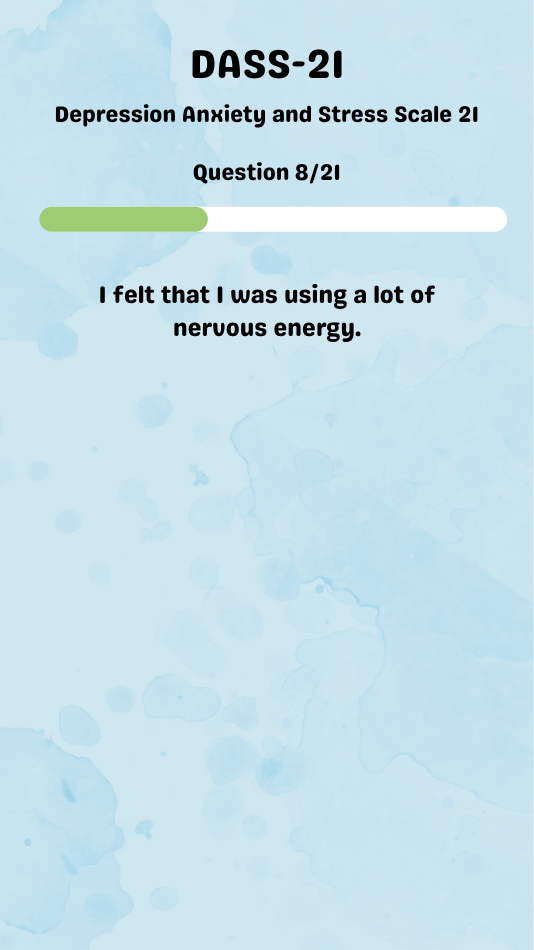 DASS-21
Depression Anxiety and Stress Scale 21
Question 8/21
I felt that I was using a lot of
nervous energy.